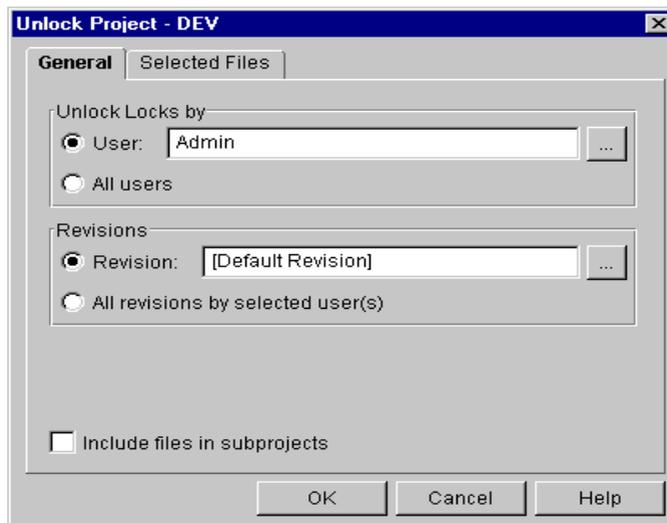 Unlock Project - DEV
General Selected Files
Unlock Locks by
User: Admin ...
All users
Revisions
Revision: [Default Revision] ...
All revisions by selected user(s)
Include files in subprojects
OK Cancel Help